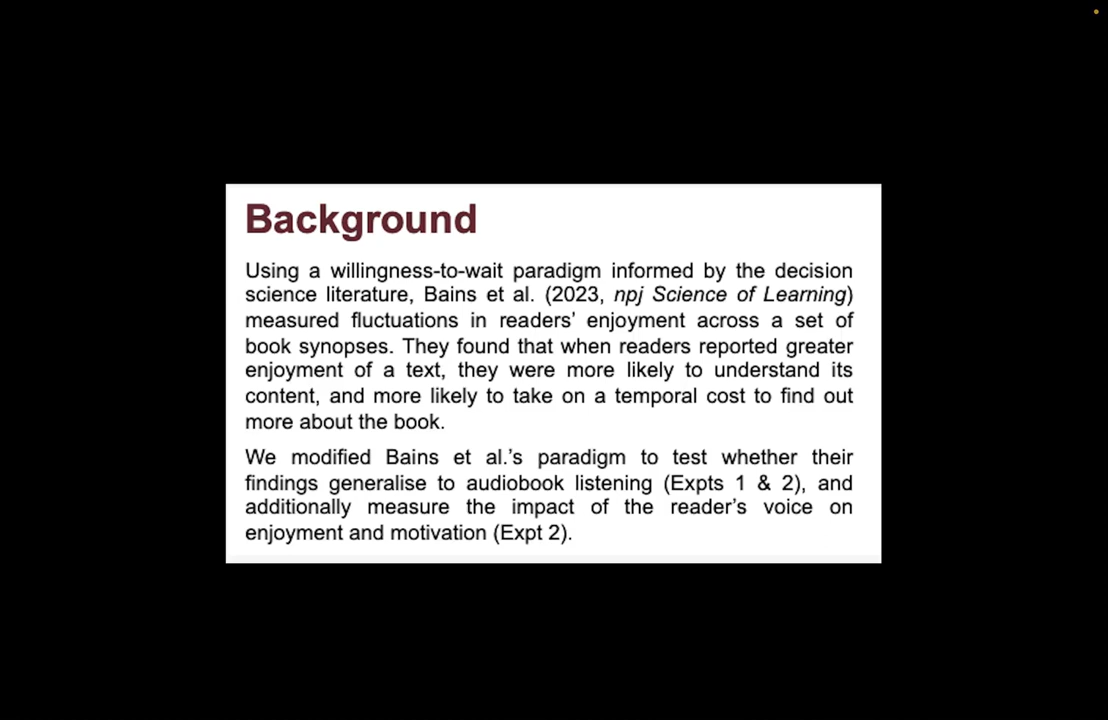 Background
Using a willingness-to-wait paradigm informed by the decision
science literature, Bains et al. (2023, npj Science of Learning)
measured fluctuations in readers' enjoyment across a set of
book synopses. They found that when readers reported greater
enjoyment of a text, they were more likely to understand its
content, and more likely to take on a temporal cost to find out
more about the book.
We modified Bains et al.'s paradigm to test whether their
findings generalise to audiobook listening (Expts 1 & 2), and
additionally measure the impact of the reader's voice on
enjoyment and motivation (Expt 2).